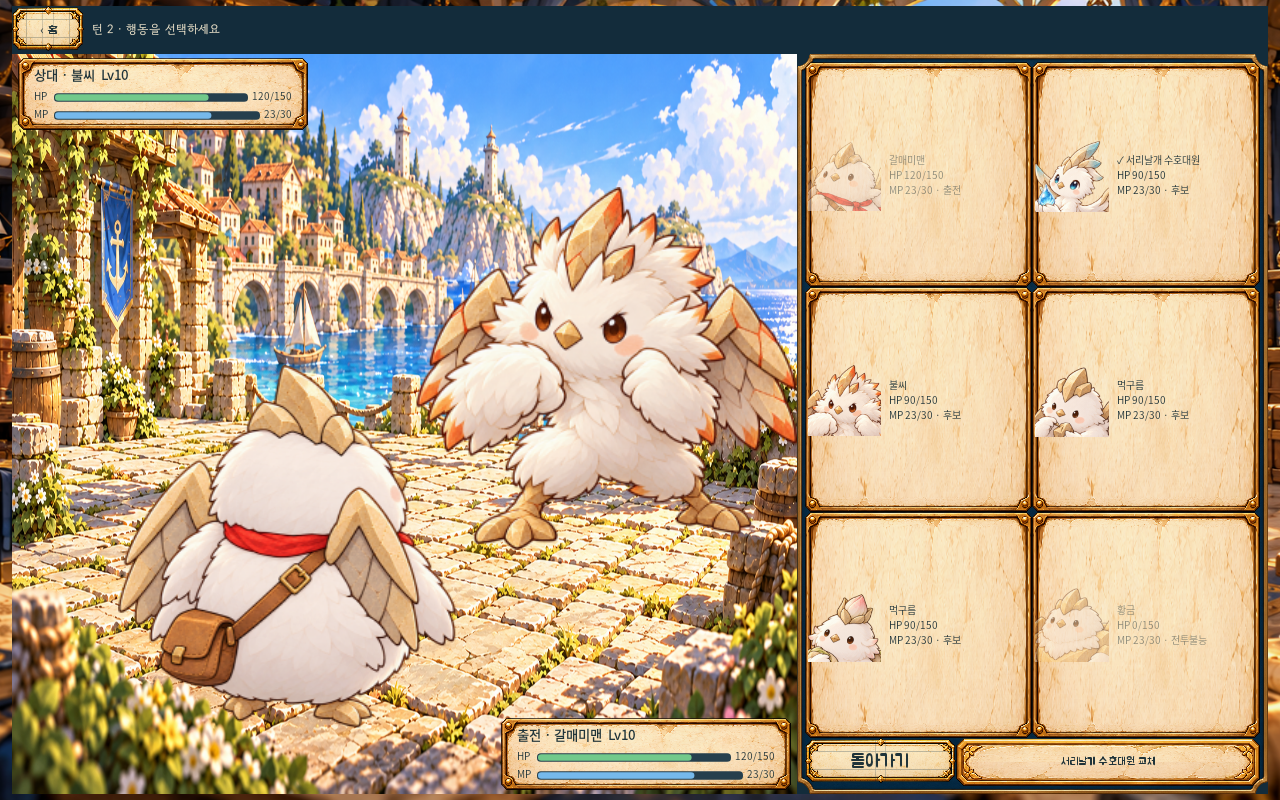 ‹ 홈
턴 2 · 행동을 선택하세요
상대 · 불씨 Lv10
HP 120/150
MP 23/30
갈매미맨
HP 120/150
MP 23/30 · 출전
✓ 서리날개 수호대원
HP 90/150
MP 23/30 · 후보
불씨
HP 90/150
MP 23/30 · 후보
먹구름
HP 90/150
MP 23/30 · 후보
먹구름
HP 90/150
MP 23/30 · 후보
황금
HP 0/150
MP 23/30 · 전투불능
출전 · 갈매미맨 Lv10
HP 120/150
MP 23/30
돌아가기
서리날개 수호대원 교체